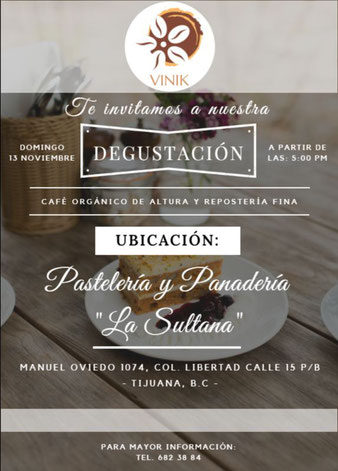 VINIK
Te invitamos a nuestra
DOMINGO
13 NOVIEMBRE
DEGUSTACIÓN
A PARTIR DE
LAS: 5:00 PM
CAFÉ ORGÁNICO DE ALTURA Y REPOSTERÍA FINA
UBICACIÓN:
Pastelería y Panadería
"La Sultana"
MANUEL OVIEDO 1074, COL. LIBERTAD CALLE 15 P/B
- TIJUANA, B.C -
PARA MAYOR INFORMACIÒN:
TEL. 682 38 84